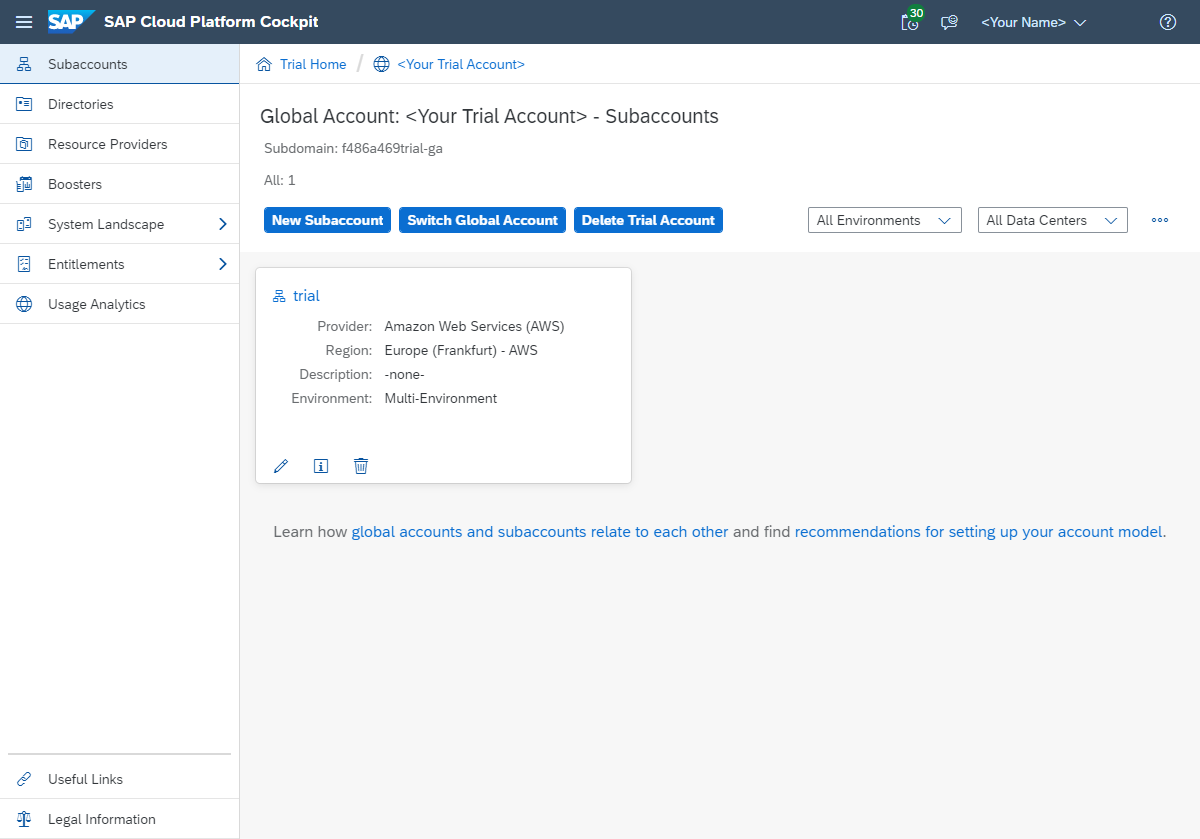 SAP SAP Cloud Platform Cockpit 30 <Your Name>
Subaccounts
Directories
Resource Providers
Boosters
System Landscape
Entitlements
Usage Analytics
Useful Links
Legal Information
Trial Home / <Your Trial Account>
Global Account: <Your Trial Account> - Subaccounts
Subdomain: f486a469trial-ga
All: 1
New Subaccount Switch Global Account Delete Trial Account All Environments All Data Centers
trial
Provider: Amazon Web Services (AWS)
Region: Europe (Frankfurt) - AWS
Description: -none-
Environment: Multi-Environment
Learn how global accounts and subaccounts relate to each other and find recommendations for setting up your account model.